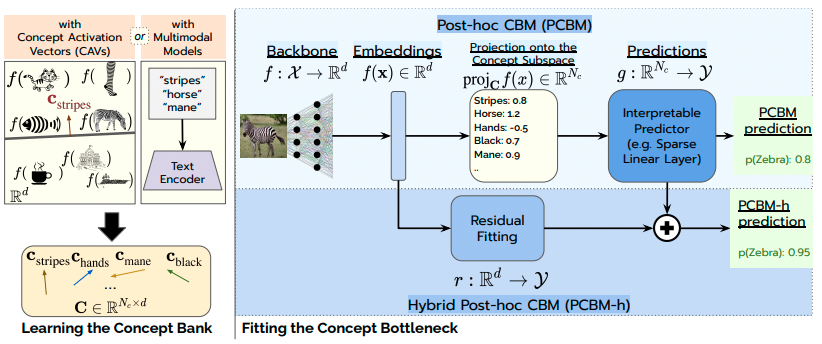 with
Concept Activation
Vectors (CAVs)
or
with
Multimodal
Models
f(
)
f(
)
c_stripes
f(
)
f(
)
f(
)
f(
)
f(
)
ℝ^d
"stripes"
"horse"
"mane"
Text
Encoder
c_stripes
c_hands
c_mane
c_black
...
C ∈ ℝ^{N_c×d}
Learning the Concept Bank
Post-hoc CBM (PCBM)
Backbone
f : 𝒳 → ℝ^d
Embeddings
f(x) ∈ ℝ^d
Projection onto the
Concept Subspace
proj_C f(x) ∈ ℝ^{N_c}
Predictions
g : ℝ^{N_c} → 𝒴
Stripes: 0.8
Horse: 1.2
Hands: -0.5
Black: 0.7
Mane: 0.9
..
Interpretable
Predictor
(e.g. Sparse
Linear Layer)
PCBM
prediction
p(Zebra): 0.8
Residual
Fitting
r : ℝ^d → 𝒴
+
PCBM-h
prediction
p(Zebra): 0.95
Hybrid Post-hoc CBM (PCBM-h)
Fitting the Concept Bottleneck